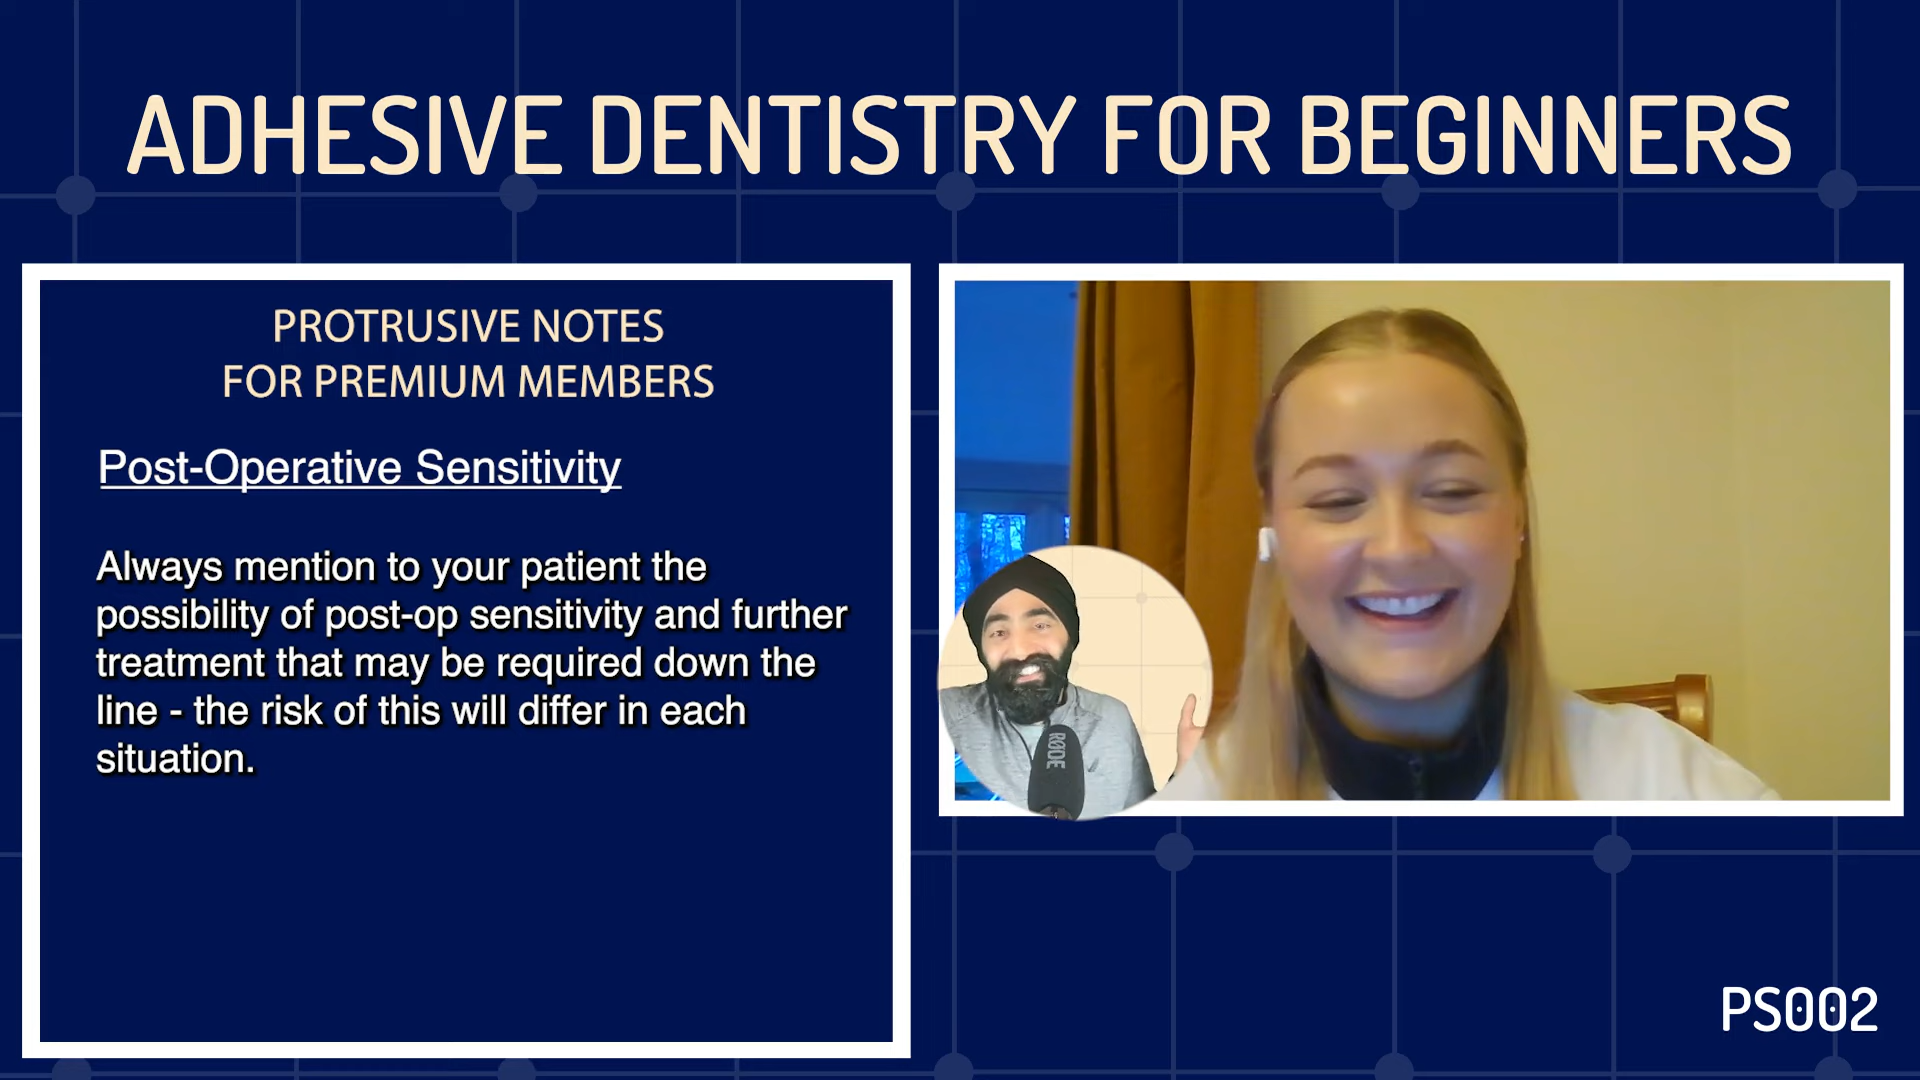 ADHESIVE DENTISTRY FOR BEGINNERS
PROTRUSIVE NOTES
FOR PREMIUM MEMBERS
Post-Operative Sensitivity
Always mention to your patient the
possibility of post-op sensitivity and further
treatment that may be required down the
line - the risk of this will differ in each
situation.
RØDE
PS002